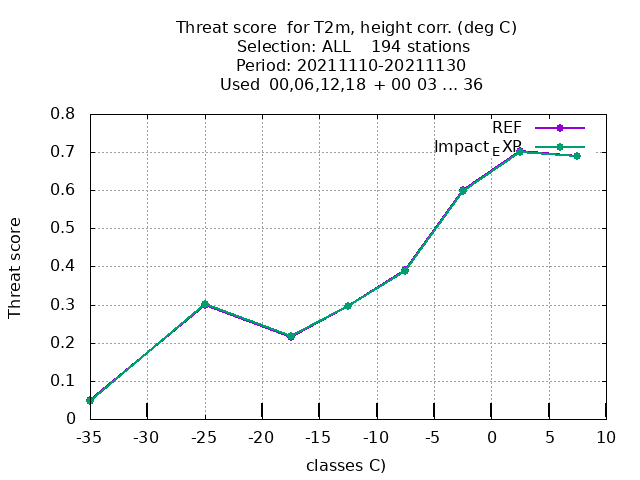 Threat score  for T2m, height corr. (deg C)
Selection: ALL    194 stations
Period: 20211110-20211130
Used  00,06,12,18  + 00 03 ... 36
0.8
0.7
0.6
0.5
0.4
0.3
0.2
0.1
0
Threat score
REF
Impact_EXP
-35 -30 -25 -20 -15 -10 -5 0 5 10
classes C)